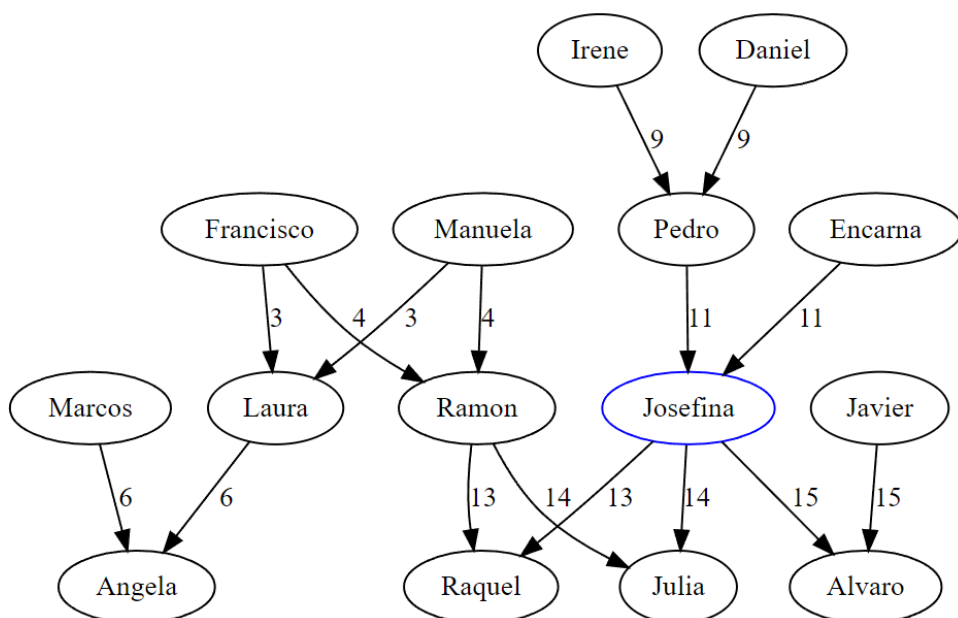 Irene
Daniel
9
9
Francisco
Manuela
Pedro
Encarna
3
4
3
4
11
11
Marcos
Laura
Ramon
Josefina
Javier
6
6
13
14
13
14
15
15
Angela
Raquel
Julia
Alvaro